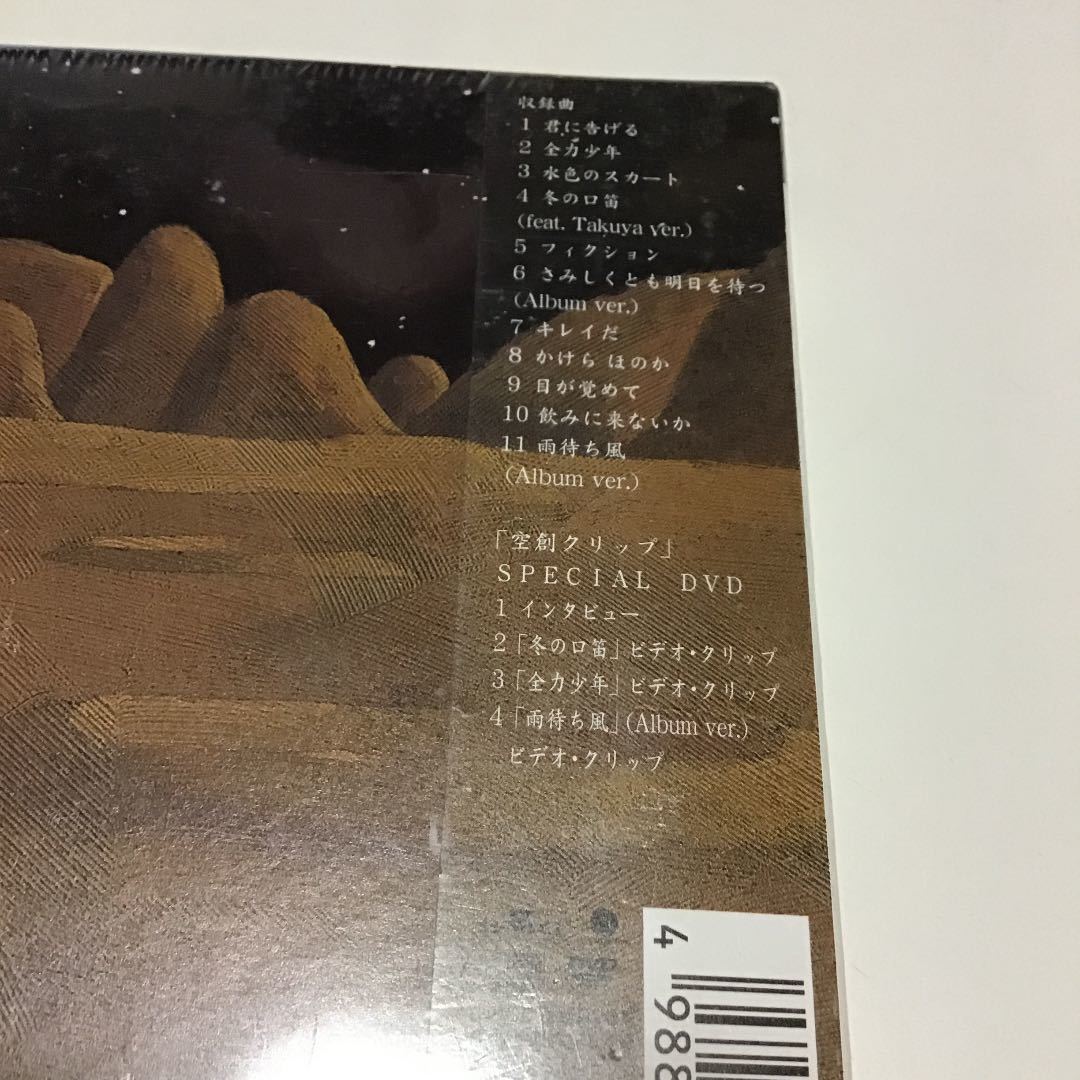 収録曲
1 君に告げる
2 全力少年
3 水色のスカート
4 冬の口笛
(feat. Takuya ver.)
5 フィクション
6 さみしくとも明日を待つ
(Album ver.)
7 キレイだ
8 かけら ほのか
9 目が覚めて
10 飲みに来ないか
11 雨待ち風
(Album ver.)
「空創クリップ」
SPECIAL DVD
1 インタビュー
2「冬の口笛」ビデオ・クリップ
3「全力少年」ビデオ・クリップ
4「雨待ち風」(Album ver.)
ビデオ・クリップ
4 988